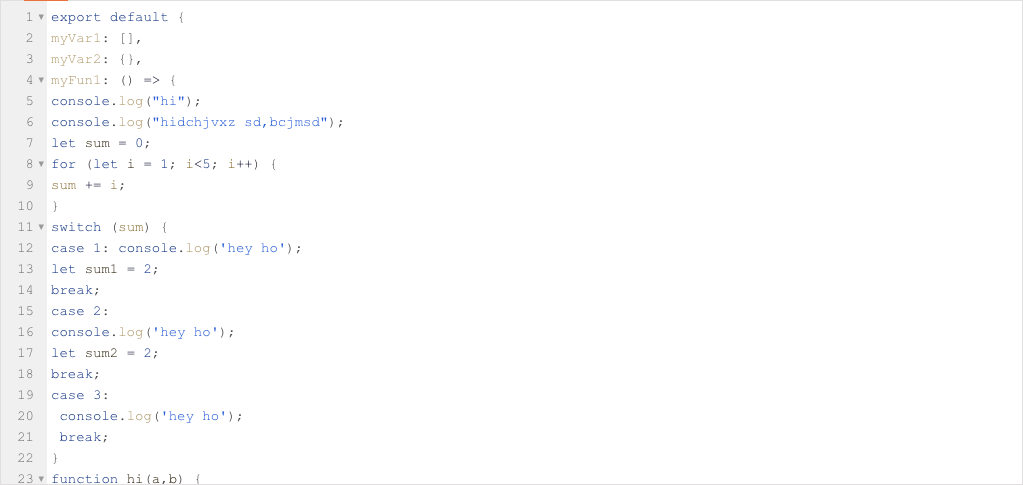 1 export default {
2 myVar1: [],
3 myVar2: {},
4 myFun1: () => {
5 console.log("hi");
6 console.log("hidchjvxz sd,bcjmsd");
7 let sum = 0;
8 for (let i = 1; i<5; i++) {
9 sum += i;
10 }
11 switch (sum) {
12 case 1: console.log('hey ho');
13 let sum1 = 2;
14 break;
15 case 2:
16 console.log('hey ho');
17 let sum2 = 2;
18 break;
19 case 3:
20  console.log('hey ho');
21  break;
22 }
23 function hi(a,b) {